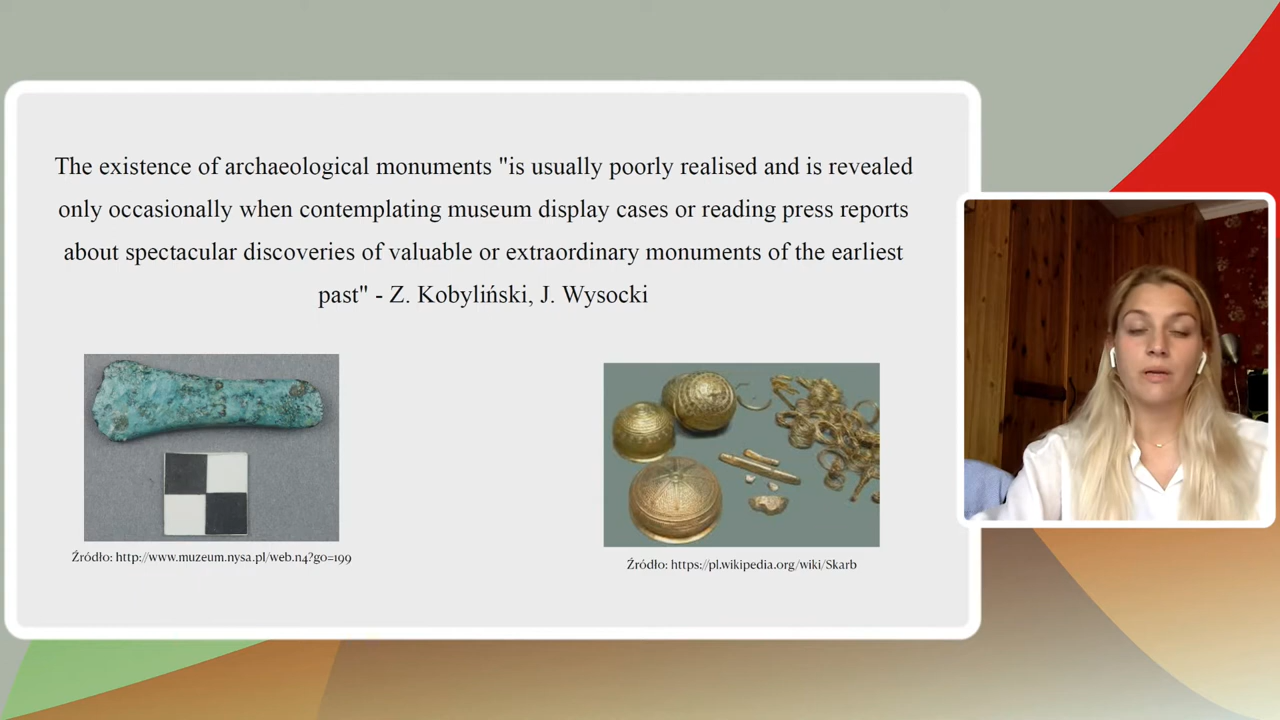 The existence of archaeological monuments "is usually poorly realised and is revealed
only occasionally when contemplating museum display cases or reading press reports
about spectacular discoveries of valuable or extraordinary monuments of the earliest
past" - Z. Kobyliński, J. Wysocki
Źródło: http://www.muzeum.nysa.pl/web.n4?go=199
Źródło: https://pl.wikipedia.org/wiki/Skarb